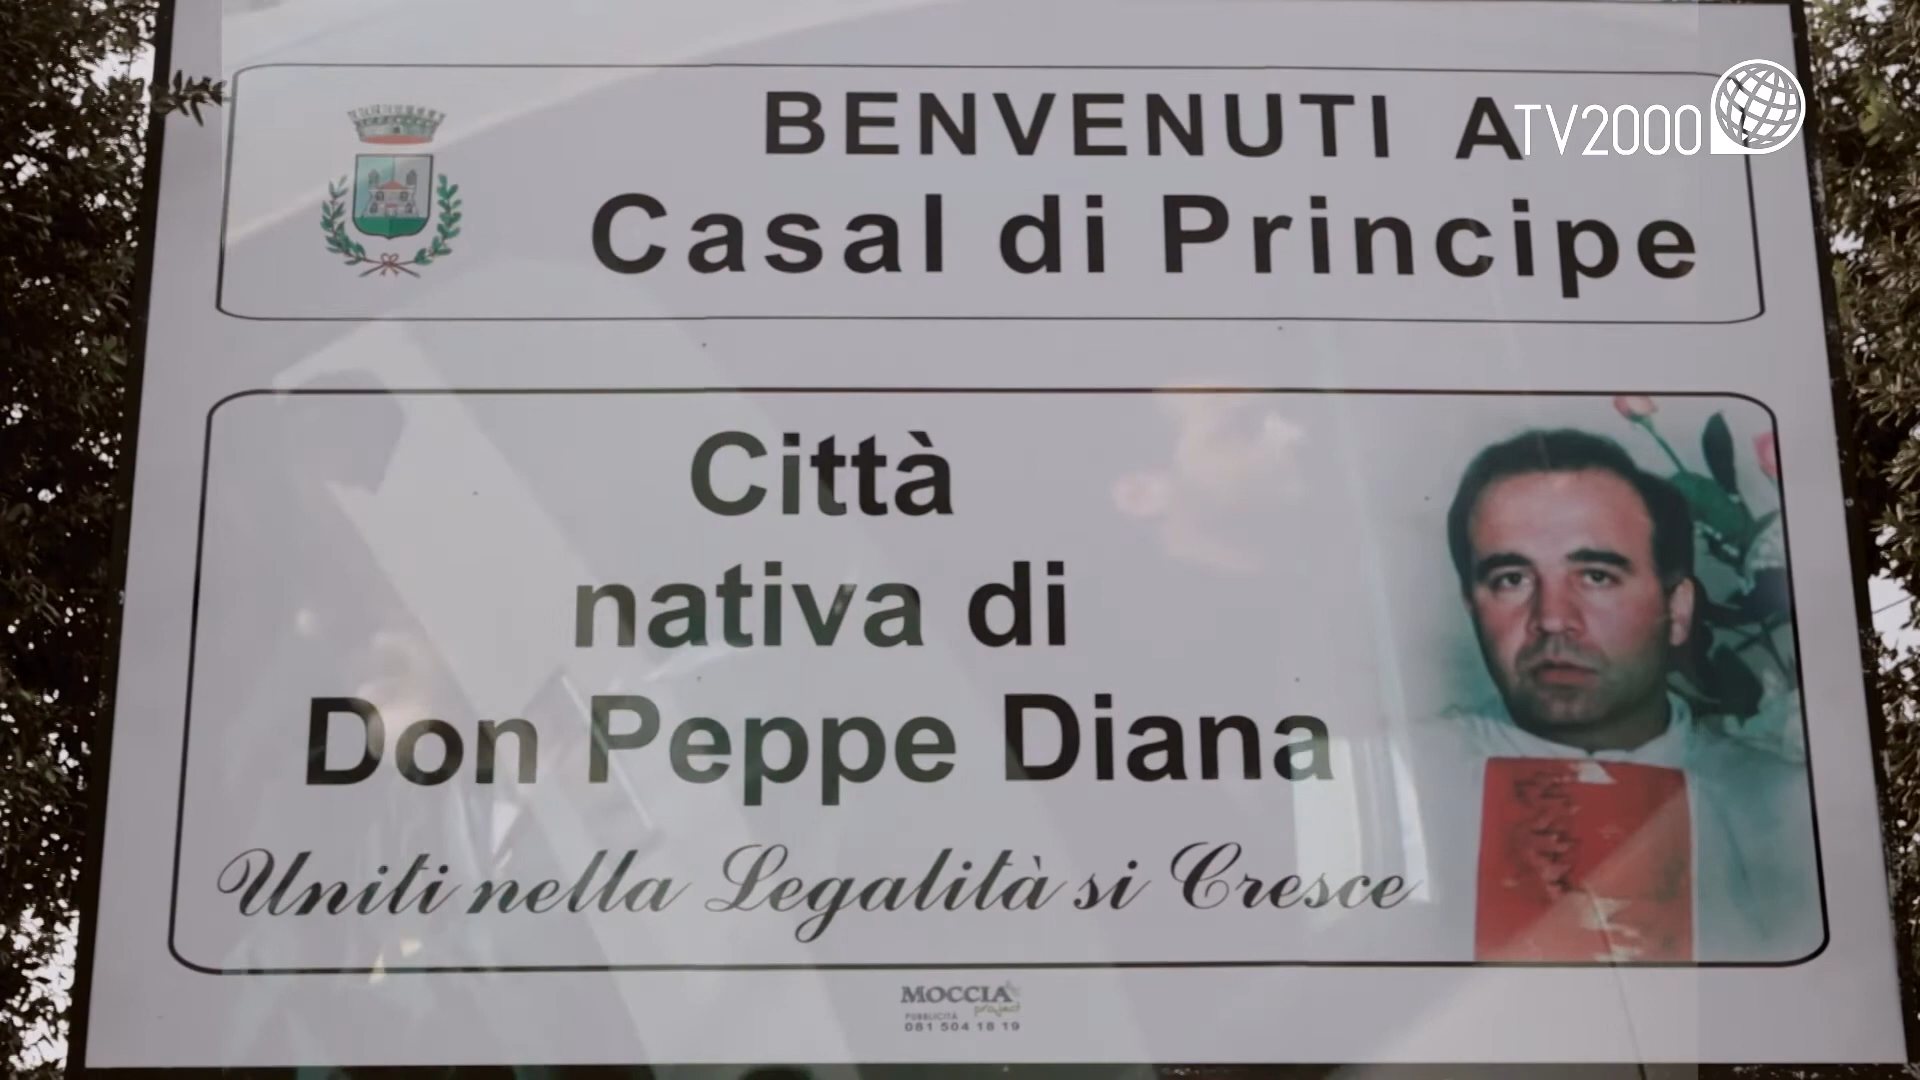 BENVENUTI A
TV2000
Casal di Principe
Città
nativa di
Don Peppe Diana
Uniti nella Legalità si Cresce
MOCCIA
project
PUBBLICITÀ
081 504 18 19